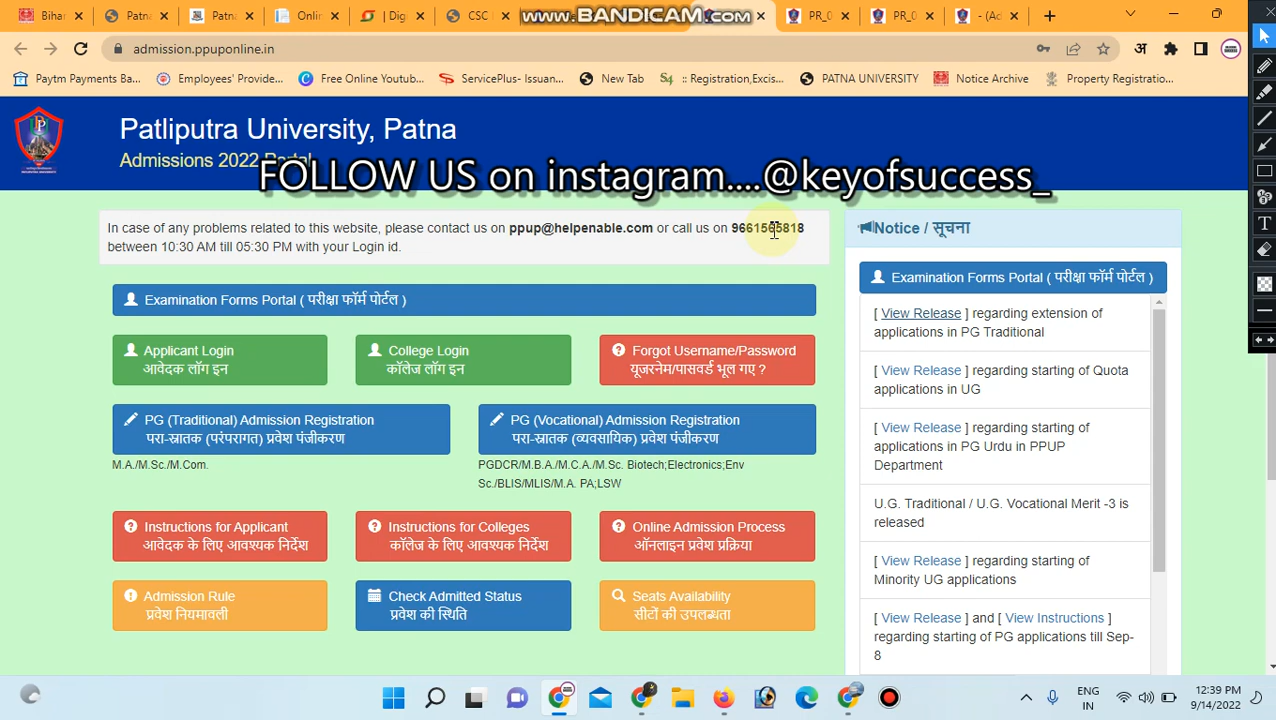 Bihar
Patna
Patna
Onlin
| Digi
CSC
www.BANDICAM.com
PR_0
PR_0
- (Ad
admission.ppuponline.in
अ
Paytm Payments Ba...
Employees' Provide...
Free Online Youtub...
ServicePlus- Issuan...
New Tab
:: Registration,Excis...
PATNA UNIVERSITY
Notice Archive
Property Registratio...
Patliputra University, Patna
Admissions 2022 Portal
FOLLOW US on instagram....@keyofsuccess_
In case of any problems related to this website, please contact us on ppup@helpenable.com or call us on 9661565818
between 10:30 AM till 05:30 PM with your Login id.
Examination Forms Portal ( परीक्षा फॉर्म पोर्टल )
Applicant Login
आवेदक लॉग इन
College Login
कॉलेज लॉग इन
Forgot Username/Password
यूजरनेम/पासवर्ड भूल गए ?
PG (Traditional) Admission Registration
परा-स्नातक (परंपरागत) प्रवेश पंजीकरण
PG (Vocational) Admission Registration
परा-स्नातक (व्यवसायिक) प्रवेश पंजीकरण
M.A./M.Sc./M.Com.
PGDCR/M.B.A./M.C.A./M.Sc. Biotech;Electronics;Env
Sc./BLIS/MLIS/M.A. PA;LSW
Instructions for Applicant
आवेदक के लिए आवश्यक निर्देश
Instructions for Colleges
कॉलेज के लिए आवश्यक निर्देश
Online Admission Process
ऑनलाइन प्रवेश प्रक्रिया
Admission Rule
प्रवेश नियमावली
Check Admitted Status
प्रवेश की स्थिति
Seats Availability
सीटों की उपलब्धता
Notice / सूचना
Examination Forms Portal ( परीक्षा फॉर्म पोर्टल )
[ View Release ] regarding extension of
applications in PG Traditional
[ View Release ] regarding starting of Quota
applications in UG
[ View Release ] regarding starting of
applications in PG Urdu in PPUP
Department
U.G. Traditional / U.G. Vocational Merit -3 is
released
[ View Release ] regarding starting of
Minority UG applications
[ View Release ] and [ View Instructions ]
regarding starting of PG applications till Sep-
8
ENG
IN
12:39 PM
9/14/2022